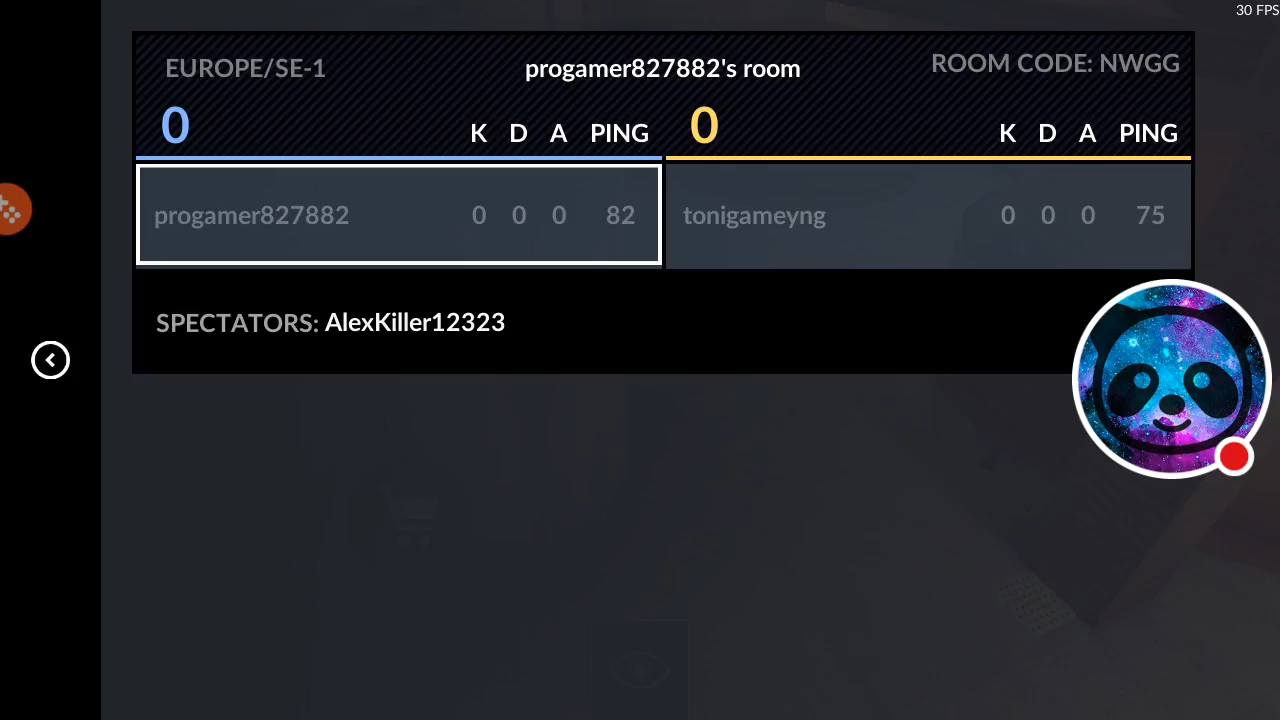 30 FPS
EUROPE/SE-1 progamer827882's room ROOM CODE: NWGG
0 K D A PING 0 K D A PING
progamer827882 0 0 0 82 tonigameyng 0 0 0 75
SPECTATORS: AlexKiller12323